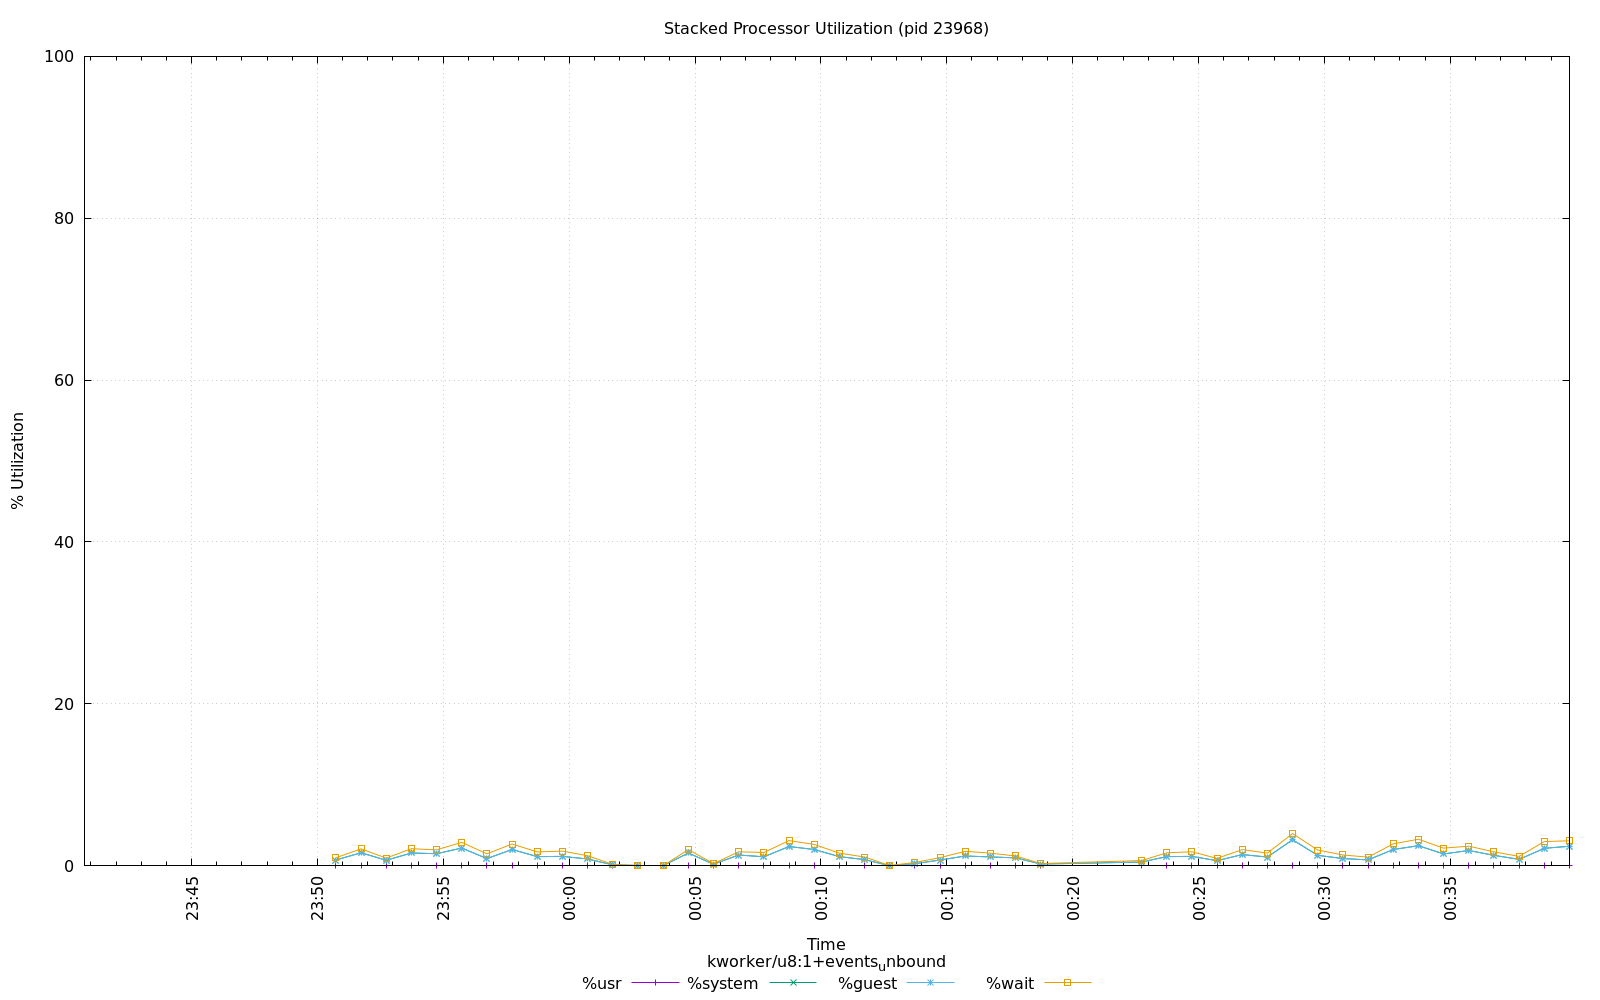 Stacked Processor Utilization (pid 23968)
100
80
60
40
20
0
% Utilization
23:45 23:50 23:55 00:00 00:05 00:10 00:15 00:20 00:25 00:30 00:35
Time
kworker/u8:1+eventsunbound
%usr %system %guest %wait